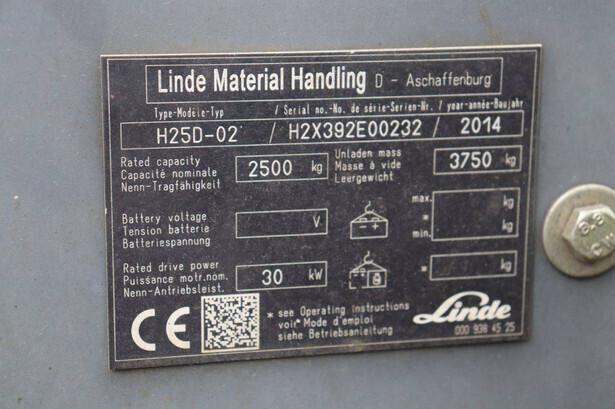 Linde Material Handling D - Aschaffenburg
Type-Modèle-Typ / Serial no.-No. de série-Serien-Nr. / year-année-Baujahr
H25D-02 / H2X392E00232 / 2014
Rated capacity
Capacité nominale
Nenn-Tragfähigkeit
2500 kg
Unladen mass
Masse à vide
Leergewicht
3750 kg
Battery voltage
Tension batterie
Batteriespannung
V
max.
*
min.
kg
kg
Rated drive power
Puissance motr.nom.
Nenn-Antriebsleist.
30 kW
* kg
CE
* see Operating instructions
voir Mode d'emploi
siehe Betriebsanleitung
Linde
000 938 45 25